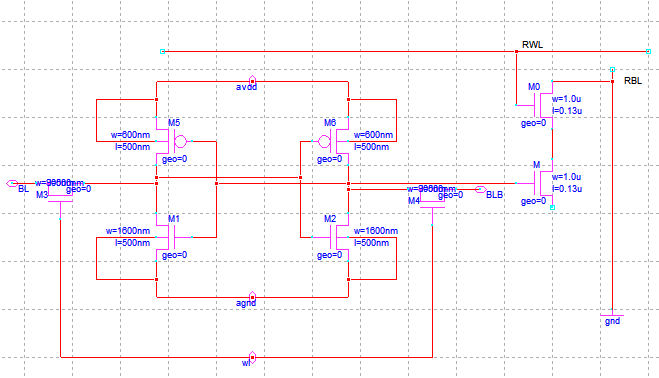 RWL
RBL
avdd
M0
w=1.0u
l=0.13u
geo=0
M5
w=600nm
l=500nm
geo=0
M6
w=600nm
l=500nm
geo=0
M
w=1.0u
l=0.13u
geo=0
BL
geo=0
M3
geo=0
M4
BLB
M1
w=1600nm
l=500nm
geo=0
M2
w=1600nm
l=500nm
geo=0
agnd
gnd
wl